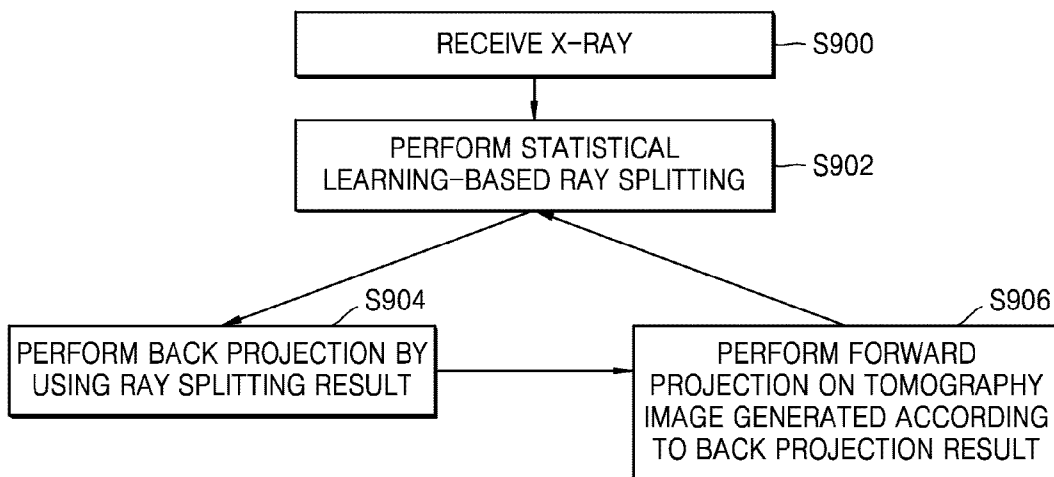 RECEIVE X-RAY
S900
PERFORM STATISTICAL
LEARNING-BASED RAY SPLITTING
S902
S904
PERFORM BACK PROJECTION BY
USING RAY SPLITTING RESULT
S906
PERFORM FORWARD
PROJECTION ON TOMOGRAPHY
IMAGE GENERATED ACCORDING
TO BACK PROJECTION RESULT